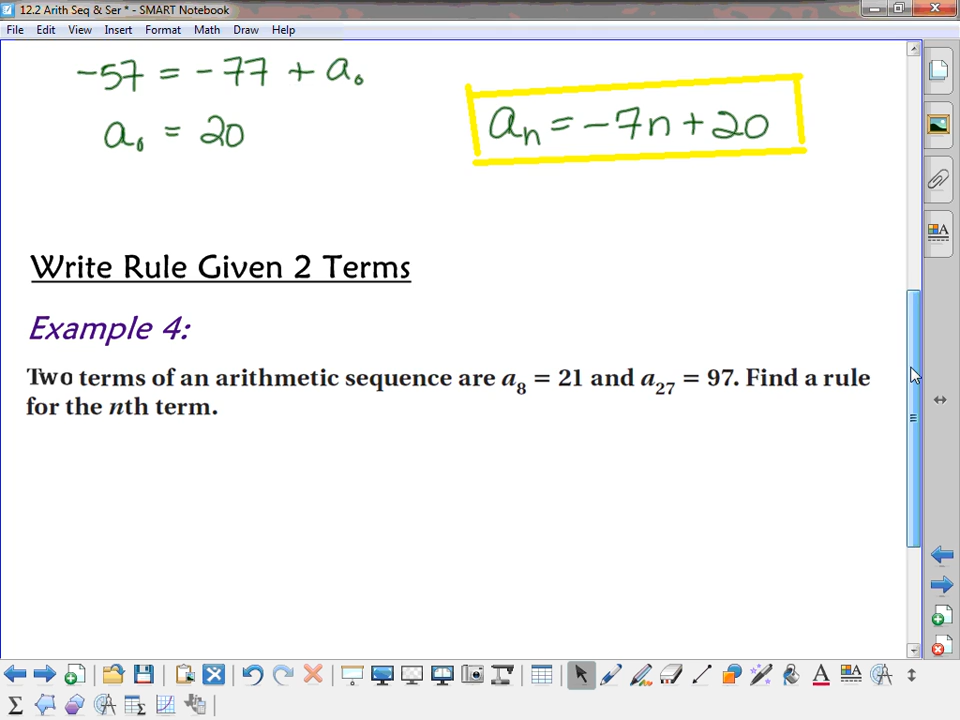 12.2 Arith Seq & Ser * - SMART Notebook
File Edit View Insert Format Math Draw Help
-57 = -77 + a₀
a₀ = 20
aₙ = -7n + 20
Write Rule Given 2 Terms
Example 4:
Two terms of an arithmetic sequence are a₈ = 21 and a₂₇ = 97. Find a rule
for the nth term.